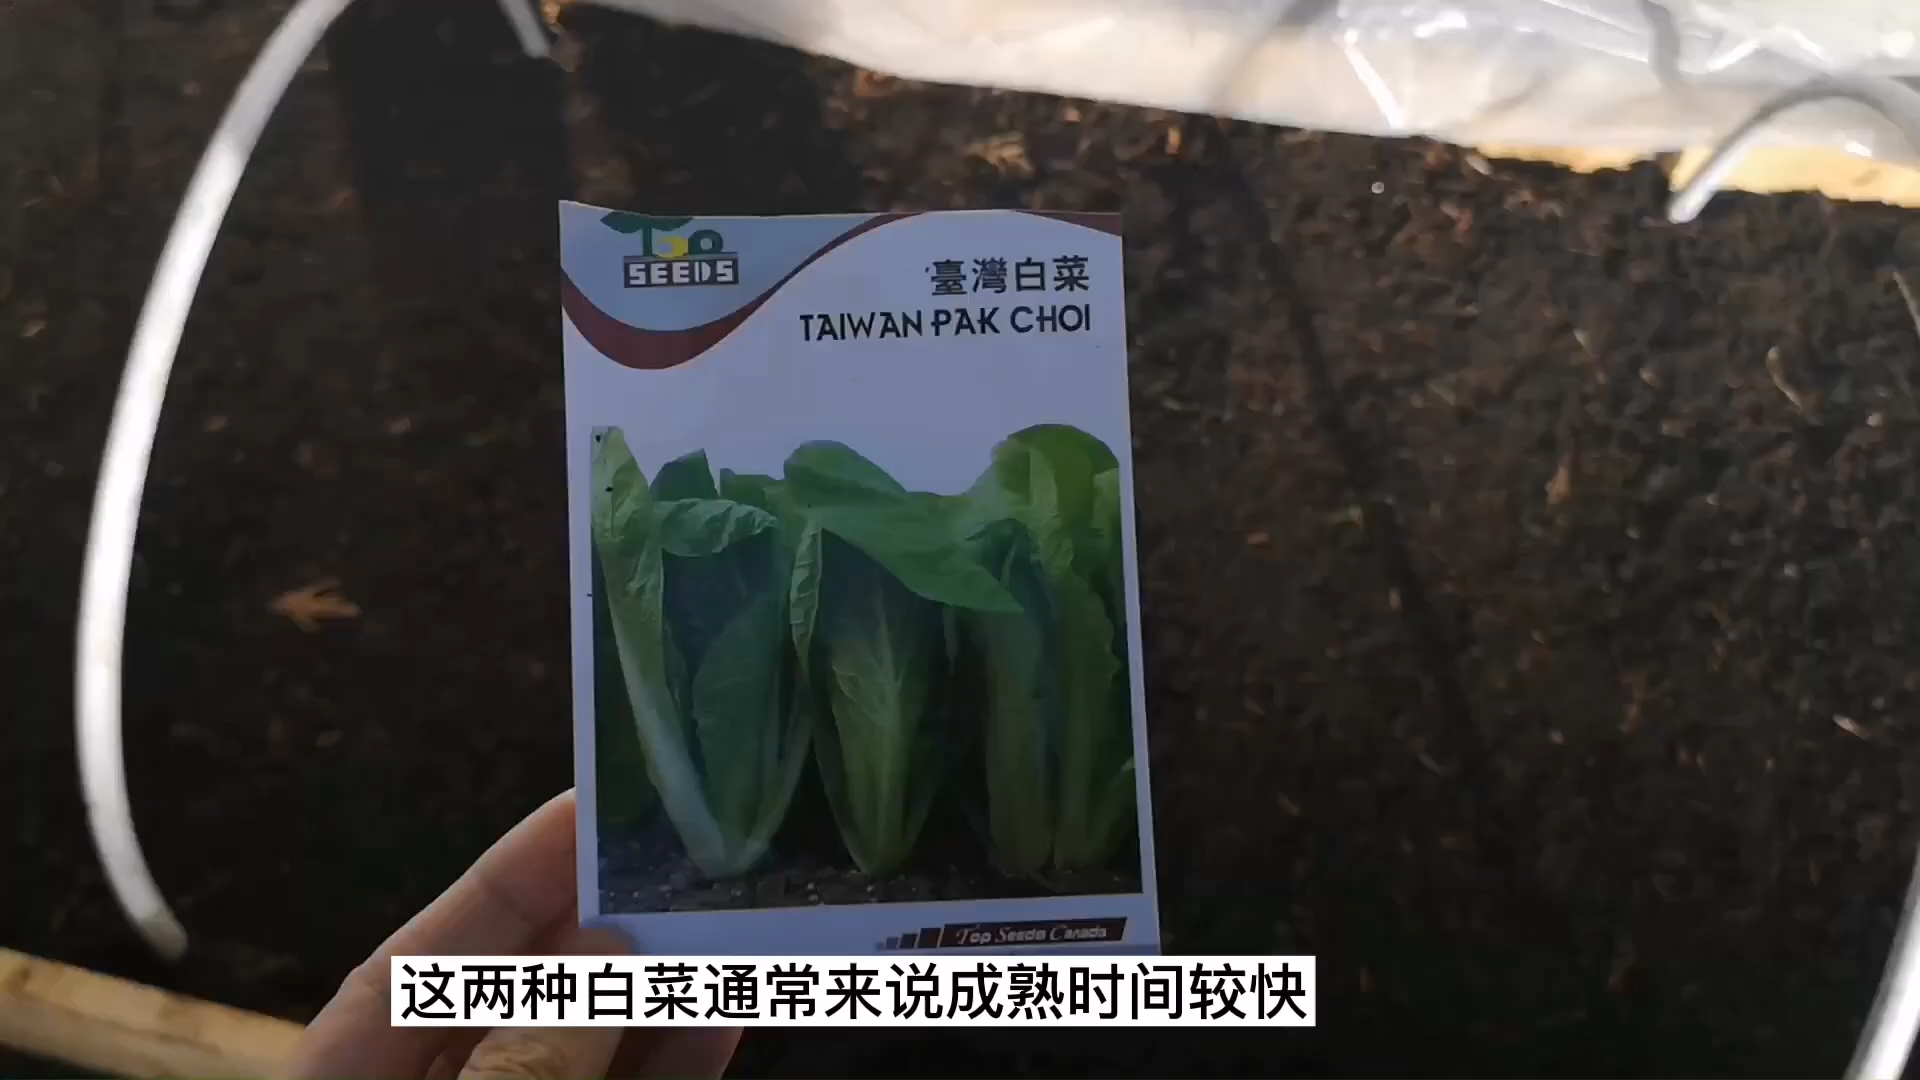 Top
SEEDS
臺灣白菜
TAIWAN PAK CHOI
Top Seeds Canada
这两种白菜通常来说成熟时间较快